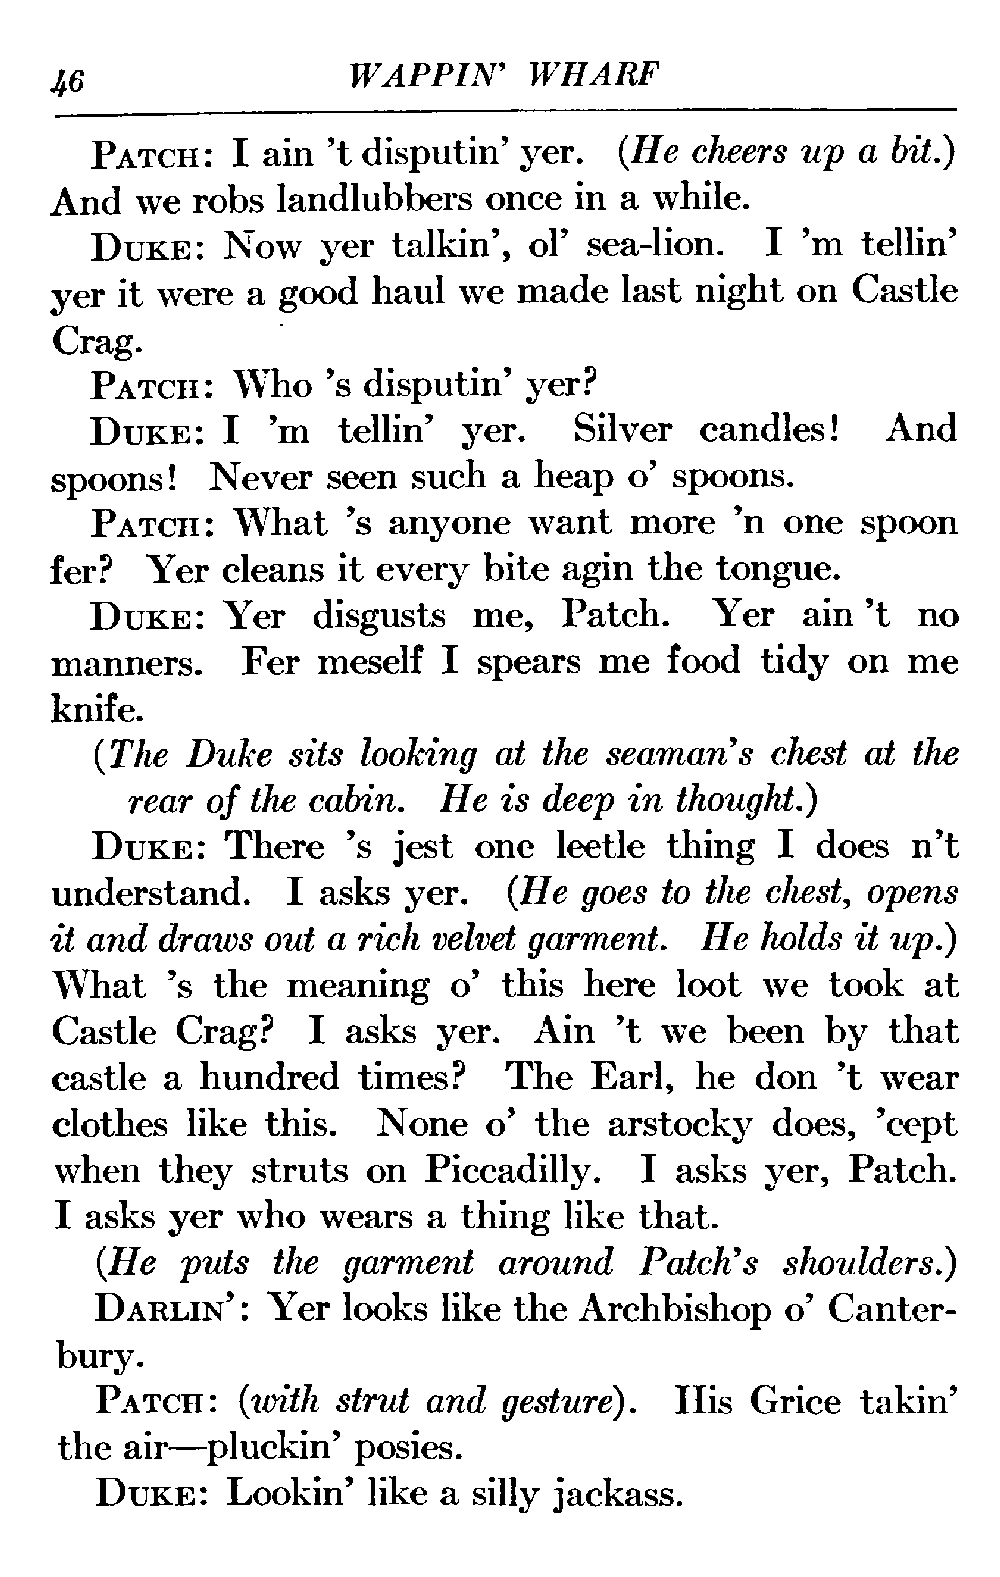 46 WAPPIN' WHARF
PATCH: I ain 't disputin' yer. (He cheers up a bit.)
And we robs landlubbers once in a while.
DUKE: Now yer talkin', ol' sea-lion. I 'm tellin'
yer it were a good haul we made last night on Castle
Crag.
PATCH: Who 's disputin' yer?
DUKE: I 'm tellin' yer. Silver candles! And
spoons! Never seen such a heap o' spoons.
PATCH: What 's anyone want more 'n one spoon
fer? Yer cleans it every bite agin the tongue.
DUKE: Yer disgusts me, Patch. Yer ain 't no
manners. Fer meself I spears me food tidy on me
knife.
(The Duke sits looking at the seaman's chest at the
rear of the cabin. He is deep in thought.)
DUKE: There 's jest one leetle thing I does n't
understand. I asks yer. (He goes to the chest, opens
it and draws out a rich velvet garment. He holds it up.)
What 's the meaning o' this here loot we took at
Castle Crag? I asks yer. Ain 't we been by that
castle a hundred times? The Earl, he don 't wear
clothes like this. None o' the arstocky does, 'cept
when they struts on Piccadilly. I asks yer, Patch.
I asks yer who wears a thing like that.
(He puts the garment around Patch's shoulders.)
DARLIN': Yer looks like the Archbishop o' Canter-
bury.
PATCH: (with strut and gesture). His Grice takin'
the air—pluckin' posies.
DUKE: Lookin' like a silly jackass.